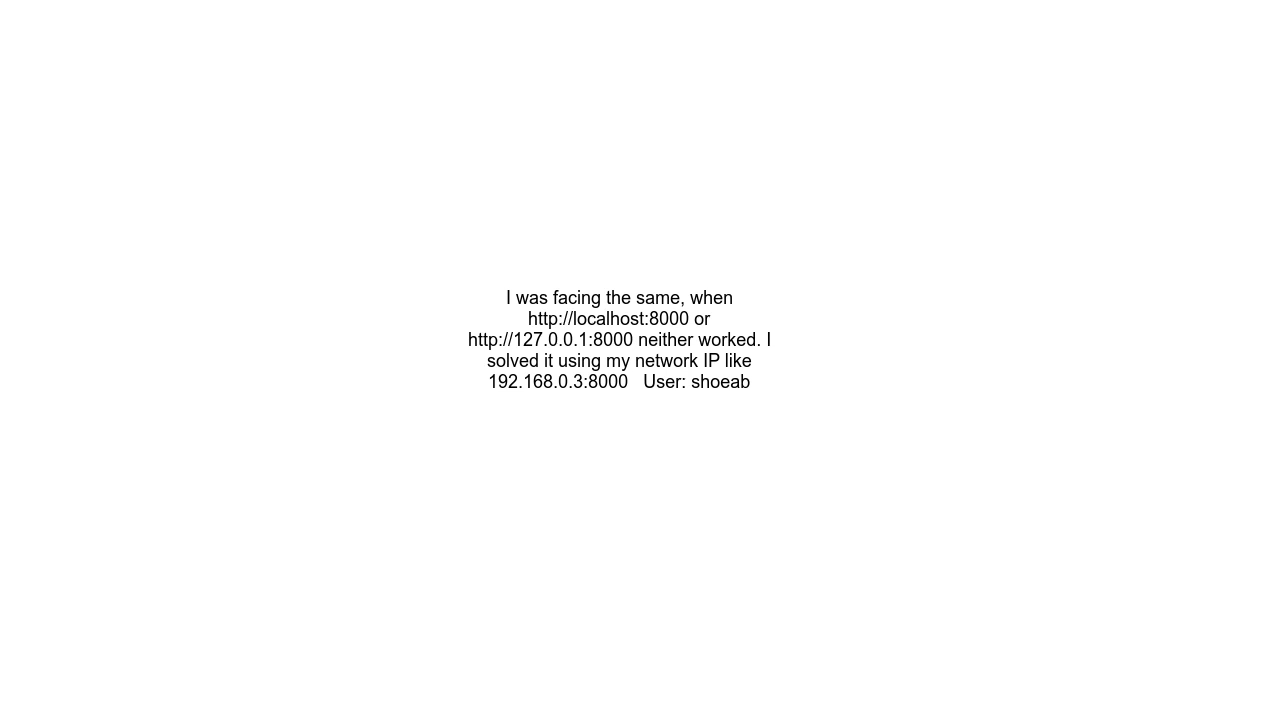 I was facing the same, when
http://localhost:8000 or
http://127.0.0.1:8000 neither worked. I
solved it using my network IP like
192.168.0.3:8000   User: shoeab